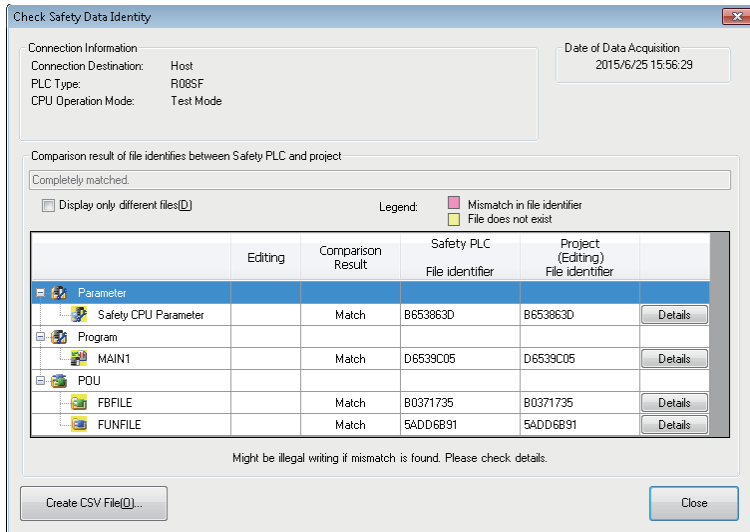 Check Safety Data Identity
Connection Information
Connection Destination: Host
PLC Type: R08SF
CPU Operation Mode: Test Mode
Date of Data Acquisition
2015/6/25 15:56:29
Comparison result of file identifies between Safety PLC and project
Completely matched.
Display only different files(D)
Legend:
Mismatch in file identifier
File does not exist
Editing
Comparison
Result
Safety PLC
File identifier
Project
(Editing)
File identifier
Parameter
Safety CPU Parameter Match B653863D B653863D Details
Program
MAIN1 Match D6539C05 D6539C05 Details
POU
FBFILE Match B0371735 B0371735 Details
FUNFILE Match 5ADD6B91 5ADD6B91 Details
Might be illegal writing if mismatch is found. Please check details.
Create CSV File(O)...
Close